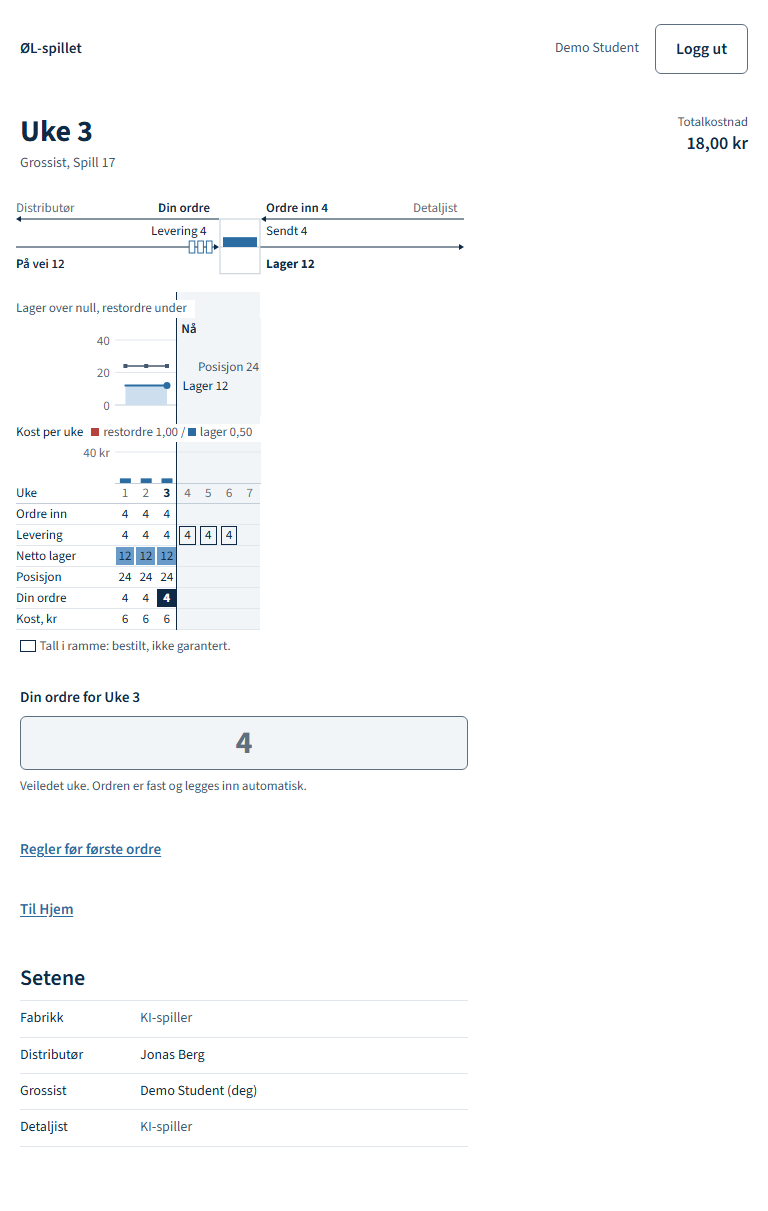 ØL-spillet
Demo Student
Logg ut
Uke 3
Grossist, Spill 17
Totalkostnad
18,00 kr
Distributør Din ordre Ordre inn 4 Detaljist
Levering 4 Sendt 4
På vei 12 Lager 12
Lager over null, restordre under
Nå
40
Posisjon 24
20
Lager 12
0
Kost per uke restordre 1,00 / lager 0,50
40 kr
Uke 1 2 3 4 5 6 7
Ordre inn 4 4 4
Levering 4 4 4 4 4 4
Netto lager 12 12 12
Posisjon 24 24 24
Din ordre 4 4 4
Kost, kr 6 6 6
Tall i ramme: bestilt, ikke garantert.
Din ordre for Uke 3
4
Veiledet uke. Ordren er fast og legges inn automatisk.
Regler før første ordre
Til Hjem
Setene
Fabrikk KI-spiller
Distributør Jonas Berg
Grossist Demo Student (deg)
Detaljist KI-spiller